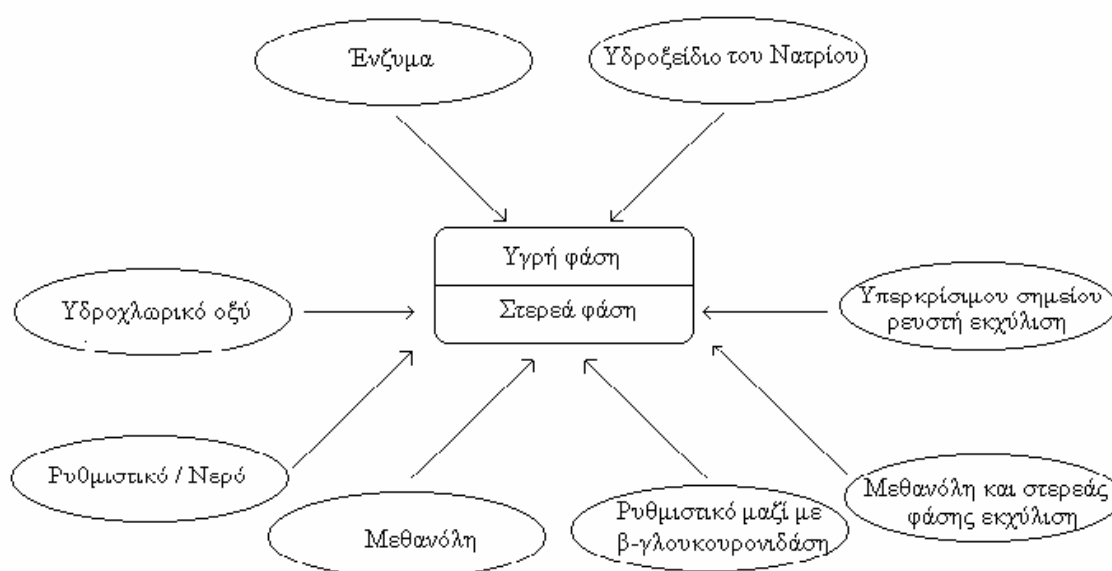 Ένζυμα
Υδροξείδιο του Νατρίου
Υγρή φάση
Στερεά φάση
Υδροχλωρικό οξύ
Υπερκρίσιμου σημείου
ρευστή εκχύλιση
Ρυθμιστικό / Νερό
Μεθανόλη
Ρυθμιστικό μαζί με
β-γλουκουρονιδάση
Μεθανόλη και στερεάς
φάσης εκχύλιση